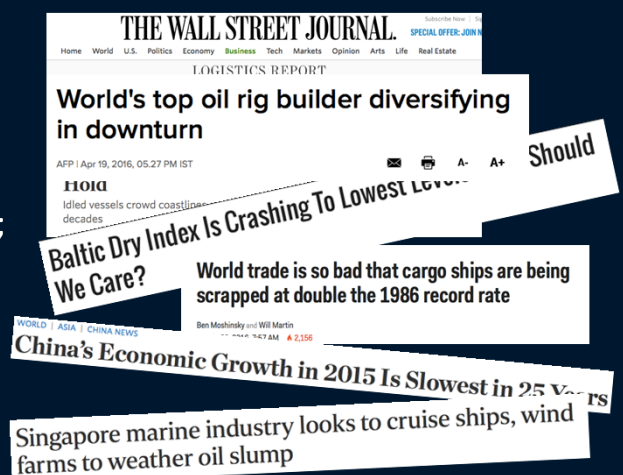 THE WALL STREET JOURNAL.
Subscribe Now
SPECIAL OFFER: JOIN N
Home World U.S. Politics Economy Business Tech Markets Opinion Arts Life Real Estate
LOGISTICS REPORT
World's top oil rig builder diversifying
in downturn
AFP | Apr 19, 2016, 05.27 PM IST
A- A+
Hold
Idled vessels crowd coastlines
decades
Baltic Dry Index Is Crashing To Lowest Level Should
We Care?
World trade is so bad that cargo ships are being
scrapped at double the 1986 record rate
Ben Moshinsky and Will Martin
7:57 AM 2,156
WORLD | ASIA | CHINA NEWS
China's Economic Growth in 2015 Is Slowest in 25 Years
Singapore marine industry looks to cruise ships, wind
farms to weather oil slump